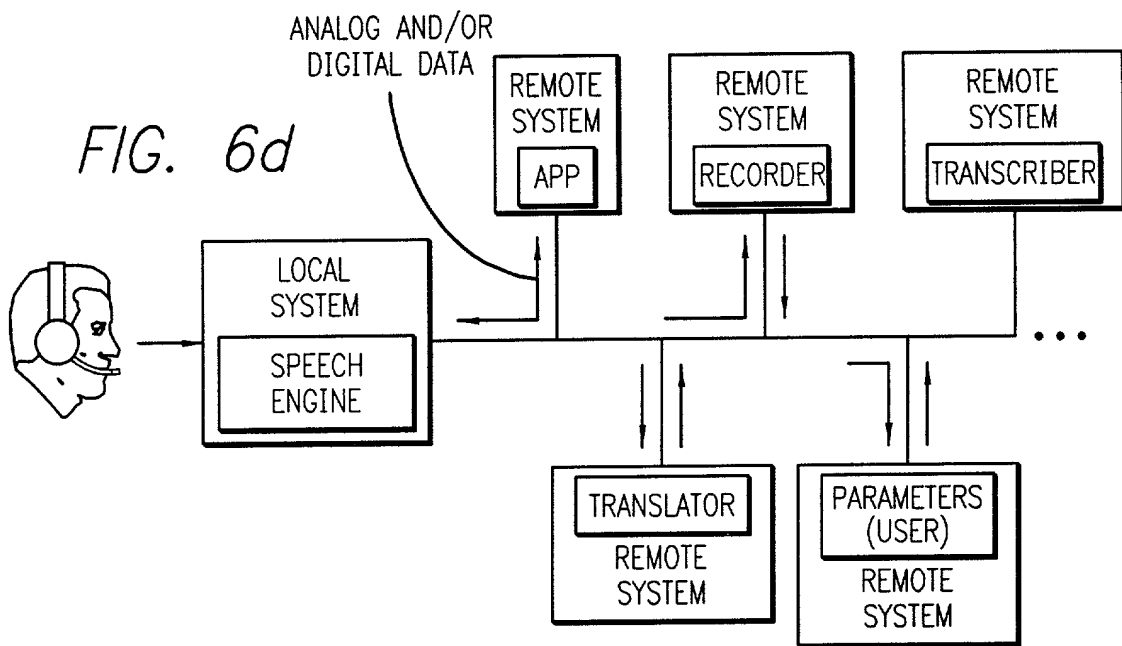 ANALOG AND/OR
DIGITAL DATA
FIG. 6d
REMOTE
SYSTEM
APP
REMOTE
SYSTEM
RECORDER
REMOTE
SYSTEM
TRANSCRIBER
LOCAL
SYSTEM
SPEECH
ENGINE
...
TRANSLATOR
REMOTE
SYSTEM
PARAMETERS
(USER)
REMOTE
SYSTEM